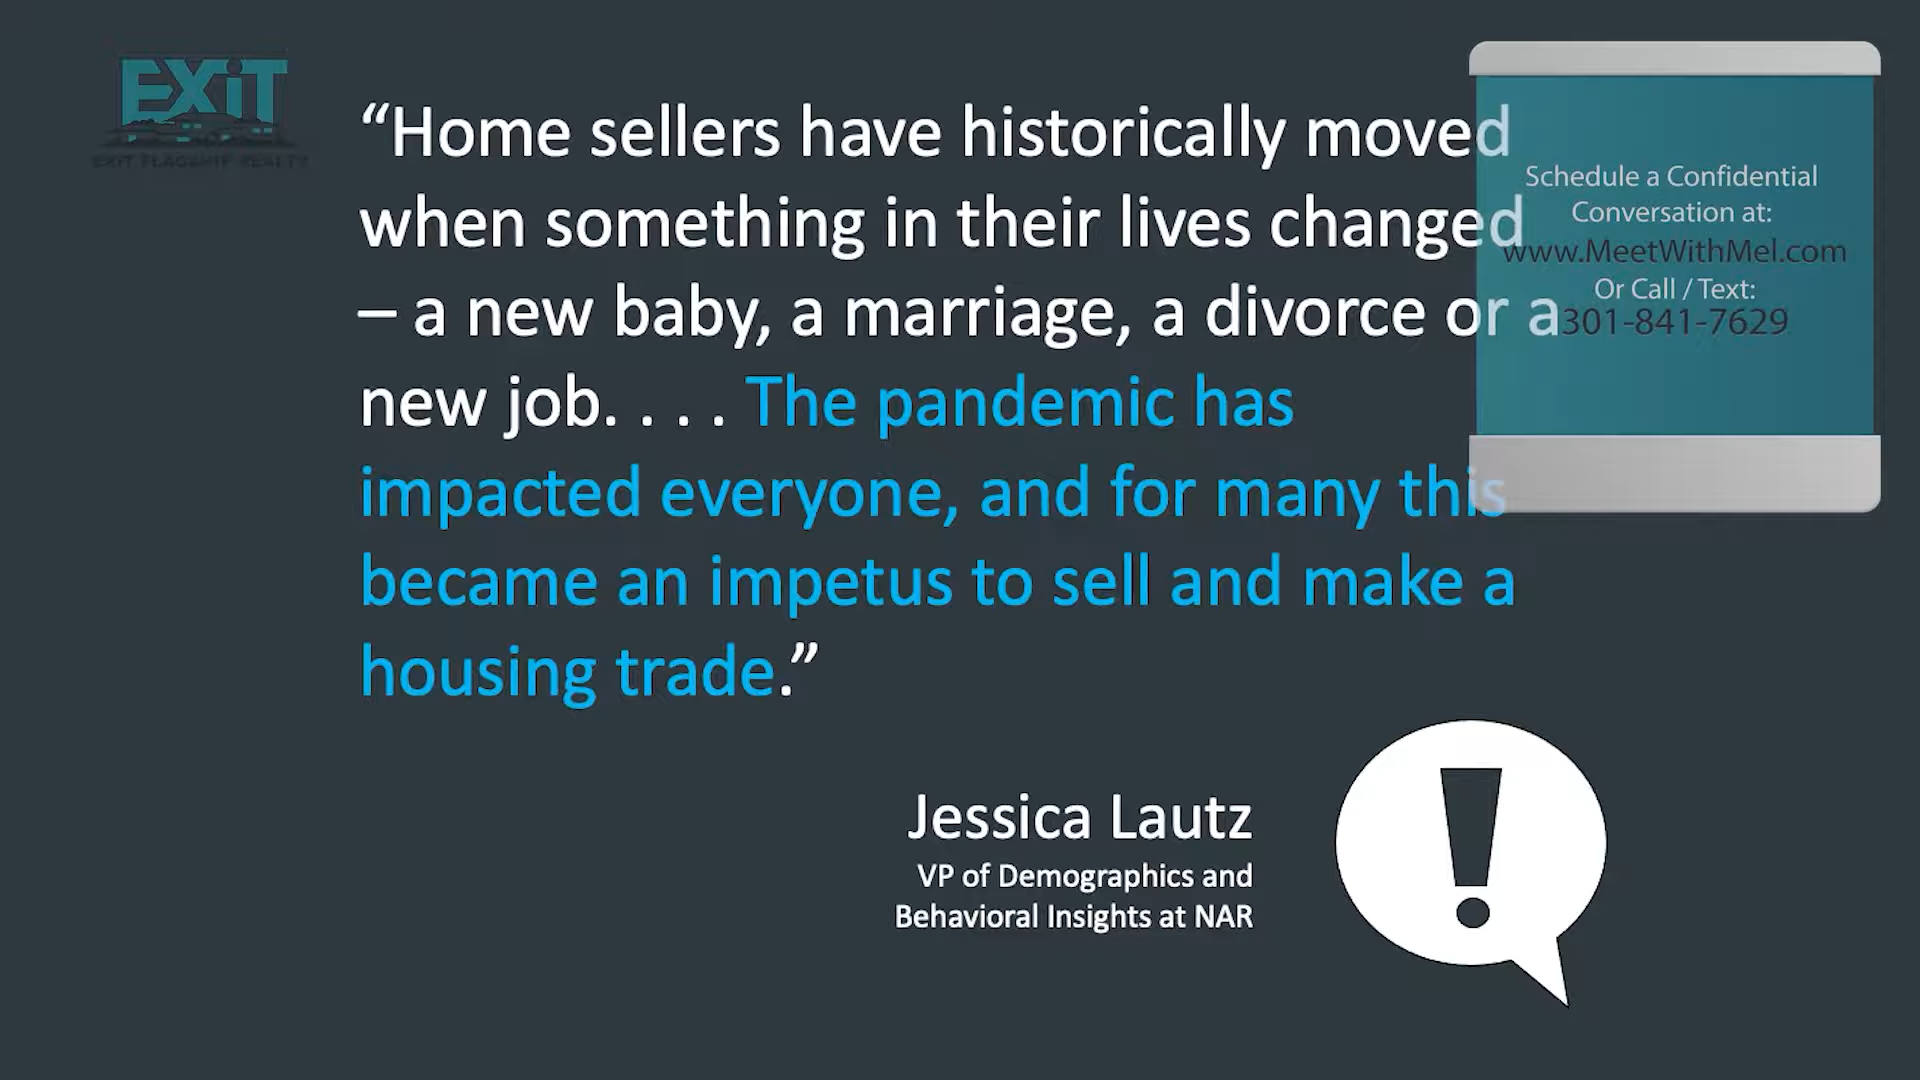 EXiT
EXIT FLAGSHIP REALTY
“Home sellers have historically moved
when something in their lives changed
– a new baby, a marriage, a divorce or a
new job. . . . The pandemic has
impacted everyone, and for many this
became an impetus to sell and make a
housing trade.”
Jessica Lautz
VP of Demographics and
Behavioral Insights at NAR
Schedule a Confidential
Conversation at:
www.MeetWithMel.com
Or Call / Text:
301-841-7629